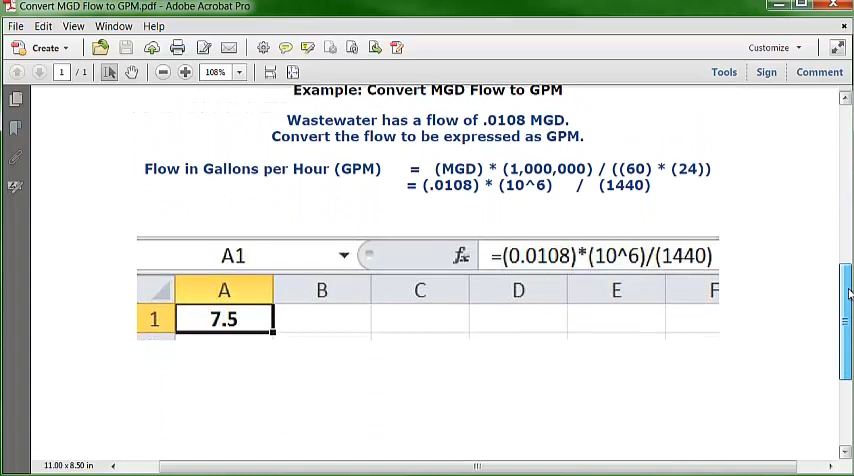 Convert MGD Flow to GPM.pdf - Adobe Acrobat Pro
File Edit View Window Help
Create Customize
1 / 1 108% Tools Sign Comment
Example: Convert MGD Flow to GPM
Wastewater has a flow of .0108 MGD.
Convert the flow to be expressed as GPM.
Flow in Gallons per Hour (GPM) = (MGD) * (1,000,000) / ((60) * (24))
= (.0108) * (10^6) / (1440)
A1 fx =(0.0108)*(10^6)/(1440)
A B C D E F
1 7.5
11.00 x 8.50 in